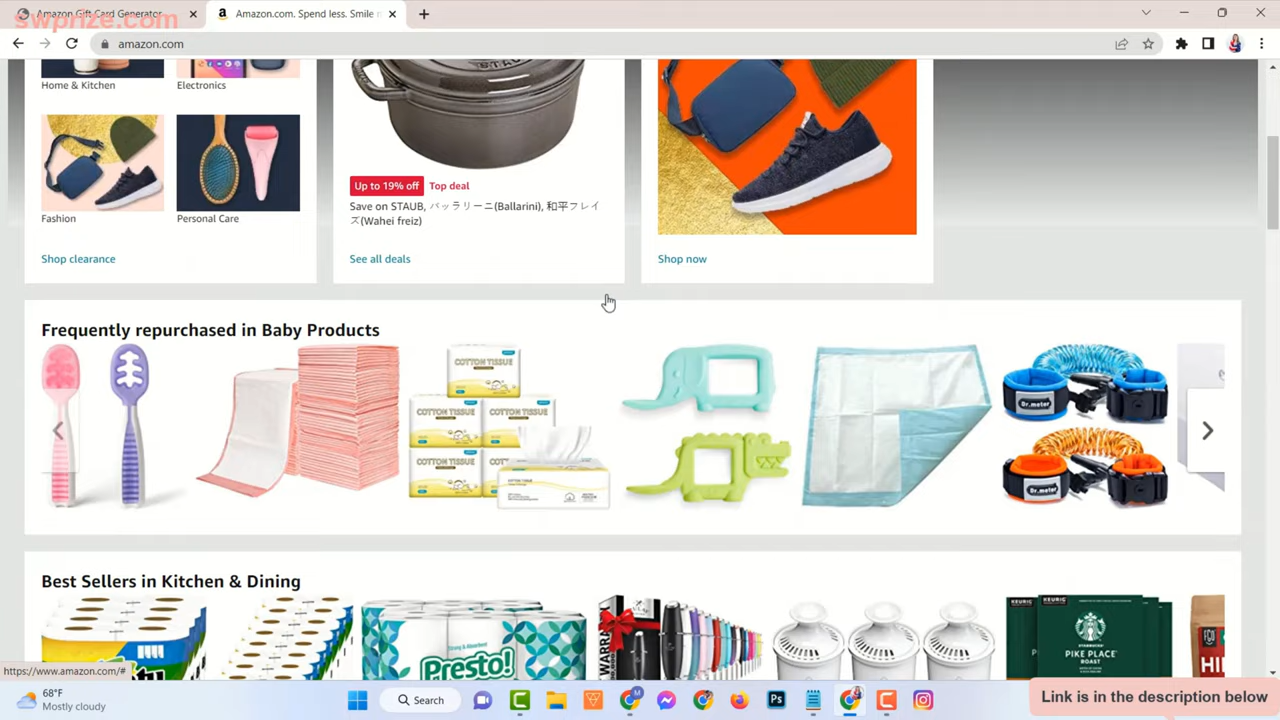 swprize.com
Amazon Gift Card Generator
Amazon.com. Spend less. Smile
amazon.com
Home & Kitchen
Electronics
STAUB
Up to 19% off Top deal
Save on STAUB, バッラリーニ(Ballarini), 和平フレイ
ズ(Wahei freiz)
Fashion
Personal Care
Shop clearance
See all deals
Shop now
Frequently repurchased in Baby Products
COTTON TISSUE
COTTON TISSUE
COTTON TISSUE
COTTON TISSUE
Dr.meter
Dr.meter
Best Sellers in Kitchen & Dining
Presto!
KEURIG
KEURIG
PIKE PLACE
ROAST
https://www.amazon.com/#
68°F
Mostly cloudy
Search
Link is in the description below